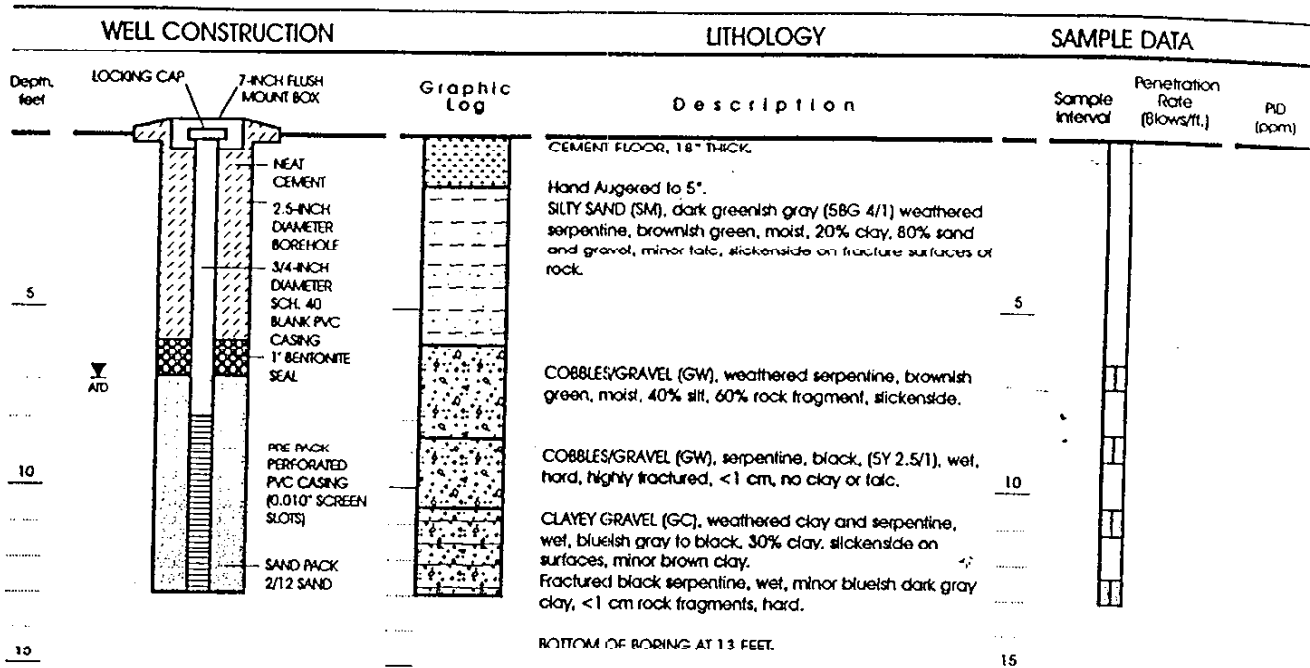 WELL CONSTRUCTION
LITHOLOGY
SAMPLE DATA
Depth,
feet
LOCKING CAP
7-INCH FLUSH
MOUNT BOX
Graphic
Log
Description
Sample
Interval
Penetration
Rate
(Blows/ft.)
PID
(ppm)
NEAT
CEMENT
2.5-INCH
DIAMETER
BOREHOLE
3/4-INCH
DIAMETER
SCH. 40
BLANK PVC
CASING
1" BENTONITE
SEAL
PRE PACK
PERFORATED
PVC CASING
(0.010" SCREEN
SLOTS)
SAND PACK
2/12 SAND
5
ATD
10
15
CEMENT FLOOR, 18" THICK.
Hand Augered to 5".
SILTY SAND (SM), dark greenish gray (5BG 4/1) weathered
serpentine, brownish green, moist, 20% clay, 80% sand
and gravel, minor talc, slickenside on fracture surfaces of
rock.
COBBLES/GRAVEL (GW), weathered serpentine, brownish
green, moist, 40% silt, 60% rock fragment, slickenside.
COBBLES/GRAVEL (GW), serpentine, black, (5Y 2.5/1), wet,
hard, highly fractured, <1 cm, no clay or talc.
CLAYEY GRAVEL (GC), weathered clay and serpentine,
wet, blueish gray to black, 30% clay. slickenside on
surfaces, minor brown clay.
Fractured black serpentine, wet, minor blueish dark gray
clay, <1 cm rock fragments, hard.
BOTTOM OF BORING AT 13 FEET.
5
10
15